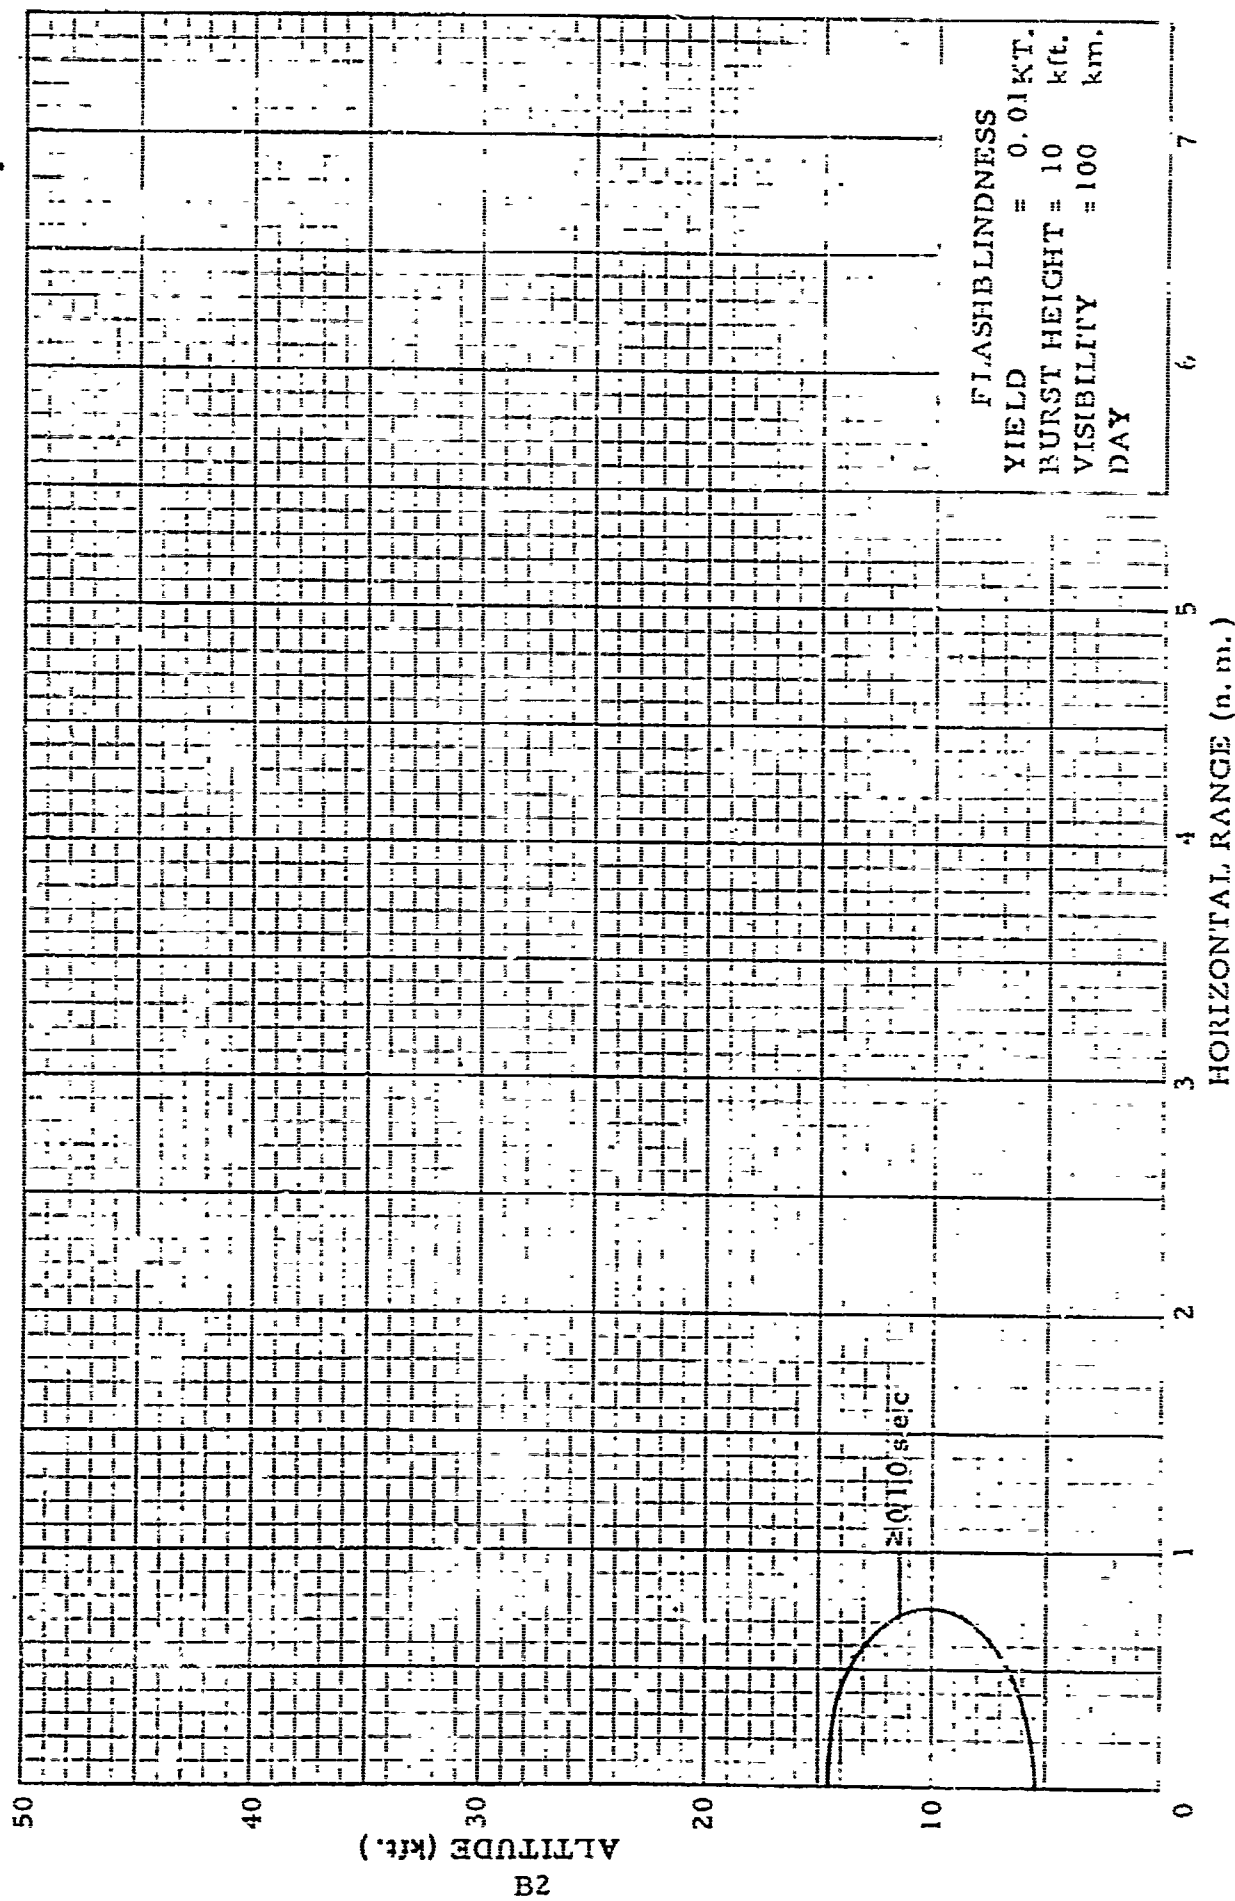 FLASHBLINDNESS
YIELD = 0.01 KT.
BURST HEIGHT = 10 kft.
VISIBILITY = 100 km.
DAY
ALTITUDE (kft.)
50
40
30
20
10
0
≥ 10 sec
1
2
3
4
5
6
7
HORIZONTAL RANGE (n. m.)
B2